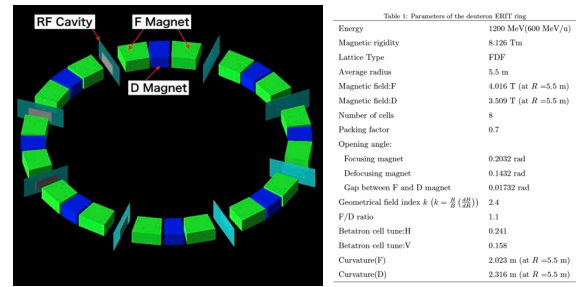 RF Cavity
F Magnet
D Magnet
Table 1: Parameters of the deuteron ERIT ring
Energy 1200 MeV(600 MeV/u)
Magnetic rigidity 8.126 Tm
Lattice Type FDF
Average radius 5.5 m
Magnetic field:F 4.016 T (at R =5.5 m)
Magnetic field:D 3.509 T (at R =5.5 m)
Number of cells 8
Packing factor 0.7
Opening angle:
Focusing magnet 0.2032 rad
Defocusing magnet 0.1432 rad
Gap between F and D magnet 0.01732 rad
Geometrical field index k (k = R/B (dB/dR)) 2.4
F/D ratio 1.1
Betatron cell tune:H 0.241
Betatron cell tune:V 0.158
Curvature(F) 2.023 m (at R =5.5 m)
Curvature(D) 2.316 m (at R =5.5 m)